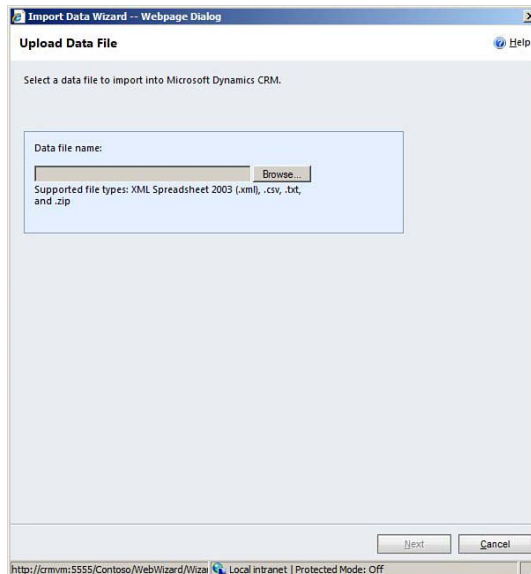 Import Data Wizard -- Webpage Dialog
Upload Data File
Help
Select a data file to import into Microsoft Dynamics CRM.
Data file name:
Browse...
Supported file types: XML Spreadsheet 2003 (.xml), .csv, .txt,
and .zip
Next
Cancel
http://crmvm:5555/Contoso/WebWizard/Wizar
Local intranet | Protected Mode: Off